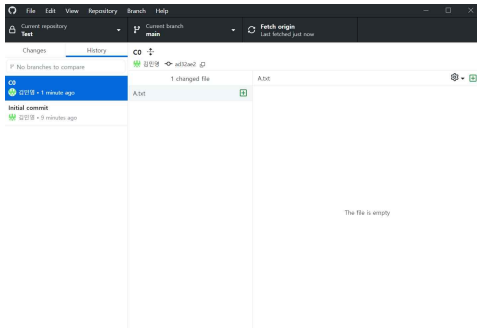 File Edit View Repository Branch Help
Current repository
Test
Current branch
main
Fetch origin
Last fetched just now
Changes
History
No branches to compare
C0
김민영 • 1 minute ago
Initial commit
김민영 • 9 minutes ago
C0
김민영 ad32ae2
1 changed file
A.txt
A.txt
The file is empty